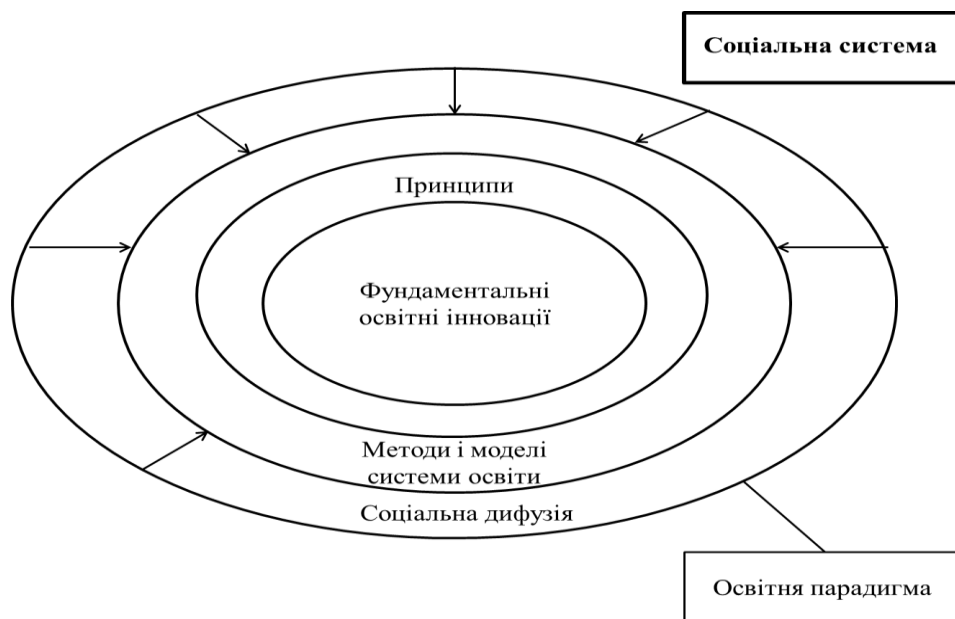 Соціальна система
Принципи
Фундаментальні
освітні інновації
Методи і моделі
системи освіти
Соціальна дифузія
Освітня парадигма